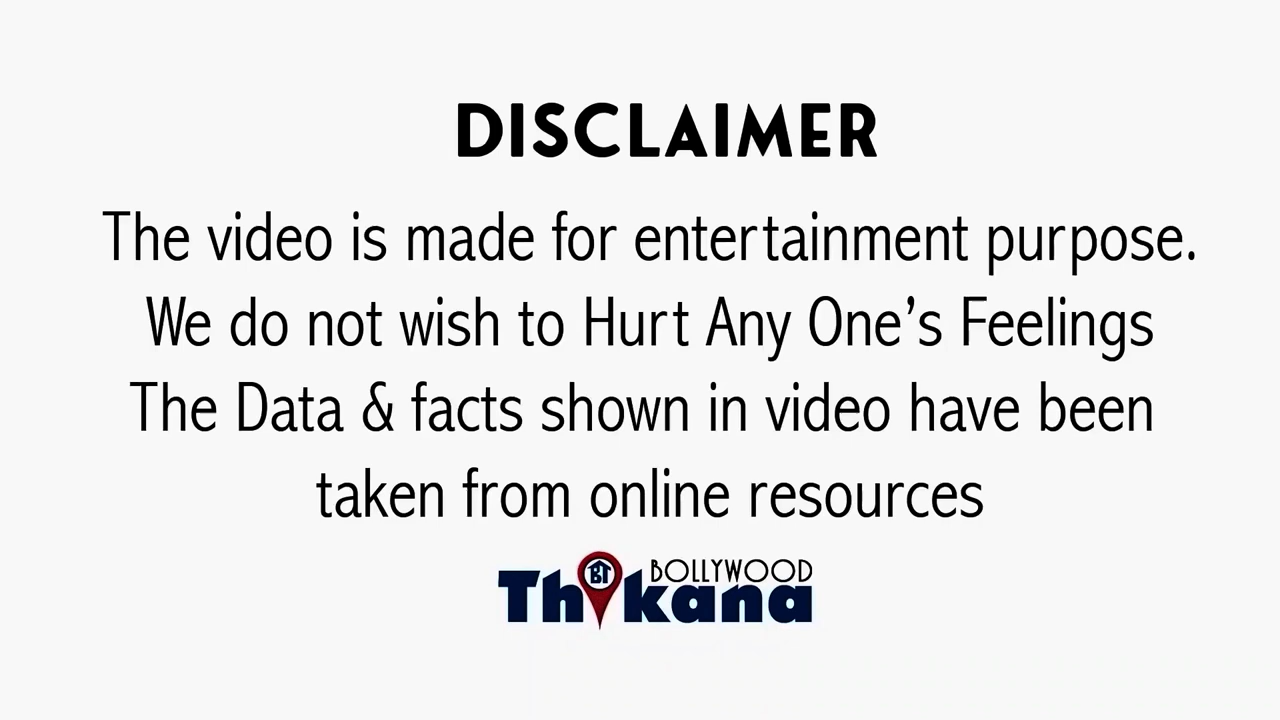 DISCLAIMER
The video is made for entertainment purpose.
We do not wish to Hurt Any One's Feelings
The Data & facts shown in video have been
taken from online resources
BT
BOLLYWOOD
Thikana